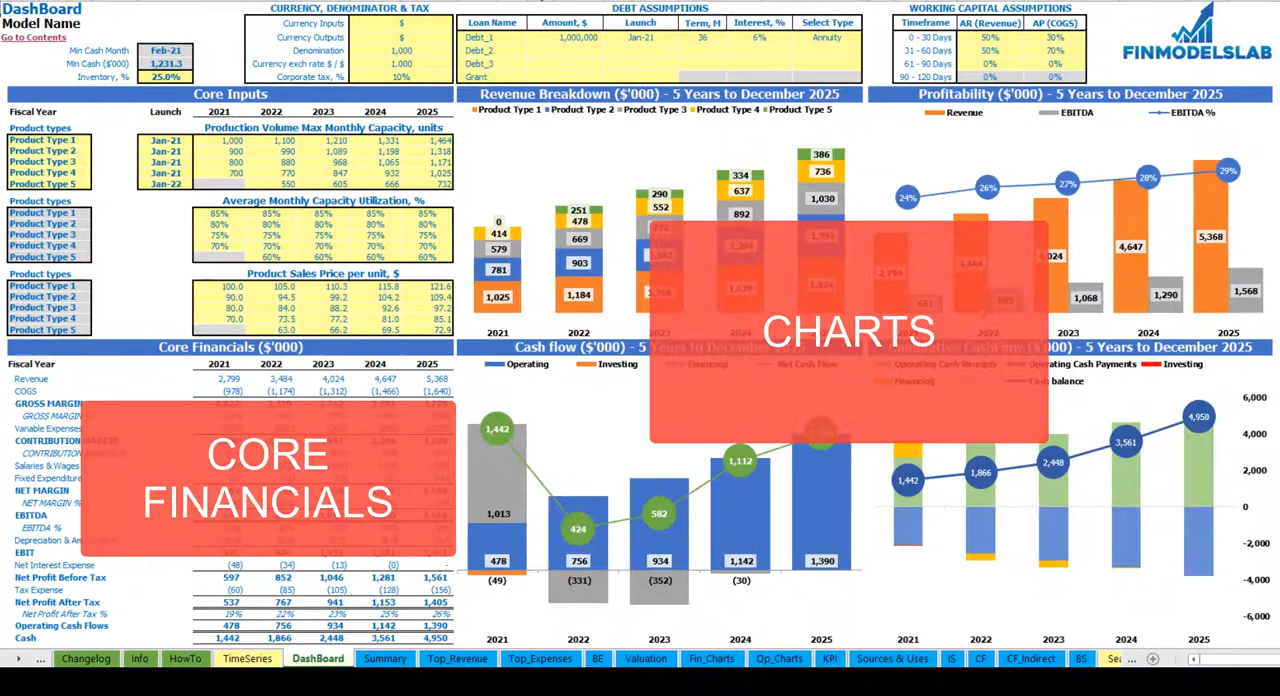 DashBoard
Model Name
Go to Contents
Min Cash Month Feb-21
Min Cash ($'000) 1,231.3
Inventory, % 25.0%
CURRENCY, DENOMINATOR & TAX
Currency Inputs $
Currency Outputs $
Denomination 1,000
Currency exch rate $ / $ 1.000
Corporate tax, % 10%
DEBT ASSUMPTIONS
Loan Name Amount, $ Launch Term, M Interest, % Select Type
Debt_1 1,000,000 Jan-21 36 6% Annuity
Debt_2
Debt_3
Grant
WORKING CAPITAL ASSUMPTIONS
Timeframe AR (Revenue) AP (COGS)
0 - 30 Days 50% 30%
31 - 60 Days 50% 70%
61 - 90 Days 0% 0%
90 - 120 Days 0% 0%
FINMODELSLAB
Core Inputs
Fiscal Year Launch 2021 2022 2023 2024 2025
Product types Production Volume Max Monthly Capacity, units
Product Type 1 Jan-21 1,000 1,100 1,210 1,331 1,464
Product Type 2 Jan-21 900 990 1,089 1,198 1,318
Product Type 3 Jan-21 800 880 968 1,065 1,171
Product Type 4 Jan-21 700 770 847 932 1,025
Product Type 5 Jan-22 550 605 666 732
Product types Average Monthly Capacity Utilization, %
Product Type 1 85% 85% 85% 85% 85%
Product Type 2 80% 80% 80% 80% 80%
Product Type 3 75% 75% 75% 75% 75%
Product Type 4 70% 70% 70% 70% 70%
Product Type 5 60% 60% 60% 60%
Product types Product Sales Price per unit, $
Product Type 1 100.0 105.0 110.3 115.8 121.6
Product Type 2 90.0 94.5 99.2 104.2 109.4
Product Type 3 80.0 84.0 88.2 92.6 97.2
Product Type 4 70.0 73.5 77.2 81.0 85.1
Product Type 5 63.0 66.2 69.5 72.9
Revenue Breakdown ($'000) - 5 Years to December 2025
Product Type 1 Product Type 2 Product Type 3 Product Type 4 Product Type 5
386
334 736
290 637
251 552 1,030
0 478 892
414 669
579 903
781 1,184
1,025
2021 2022 2023 2024 2025
Profitability ($'000) - 5 Years to December 2025
Revenue EBITDA EBITDA %
24% 26% 27% 28% 29%
4,647 5,368
1,068 1,290 1,568
2021 2022 2023 2024 2025
CHARTS
Core Financials ($'000)
Fiscal Year 2021 2022 2023 2024 2025
Revenue 2,799 3,484 4,024 4,647 5,368
COGS (978) (1,174) (1,312) (1,466) (1,640)
GROSS MARGIN
GROSS MARGIN
Variable Expenses
CONTRIBUTION MARGIN
CONTRIBUTION
Salaries & Wages
Fixed Expenditure
NET MARGIN
NET MARGIN %
EBITDA
EBITDA %
Depreciation &
EBIT
CORE
FINANCIALS
Net Interest Expense (48) (34) (13) (0) -
Net Profit Before Tax 597 852 1,046 1,281 1,561
Tax Expense (60) (85) (105) (128) (156)
Net Profit After Tax 537 767 941 1,153 1,405
Net Profit After Tax % 19% 22% 23% 25% 26%
Operating Cash Flows 478 756 934 1,142 1,390
Cash 1,442 1,866 2,448 3,561 4,950
Cash flow ($'000) - 5 Years to December 2025
Operating Investing Financing Net Cash Flow
1,442 424 582 1,112
1,013
478 756 934 1,142 1,390
(49) (331) (352) (30)
2021 2022 2023 2024 2025
Cash flow ($'000) - 5 Years to December 2025
Operating Cash Receipts Operating Cash Payments Investing
Financing Cash balance
6,000
4,000
2,000
0
-2,000
-4,000
-6,000
1,442 1,866 2,448 3,561 4,950
2021 2022 2023 2024 2025
... Changelog Info HowTo TimeSeries DashBoard Summary Top_Revenue Top_Expenses BE Valuation Fin_Charts Op_Charts KPI Sources & Uses IS CF CF_Indirect BS ...